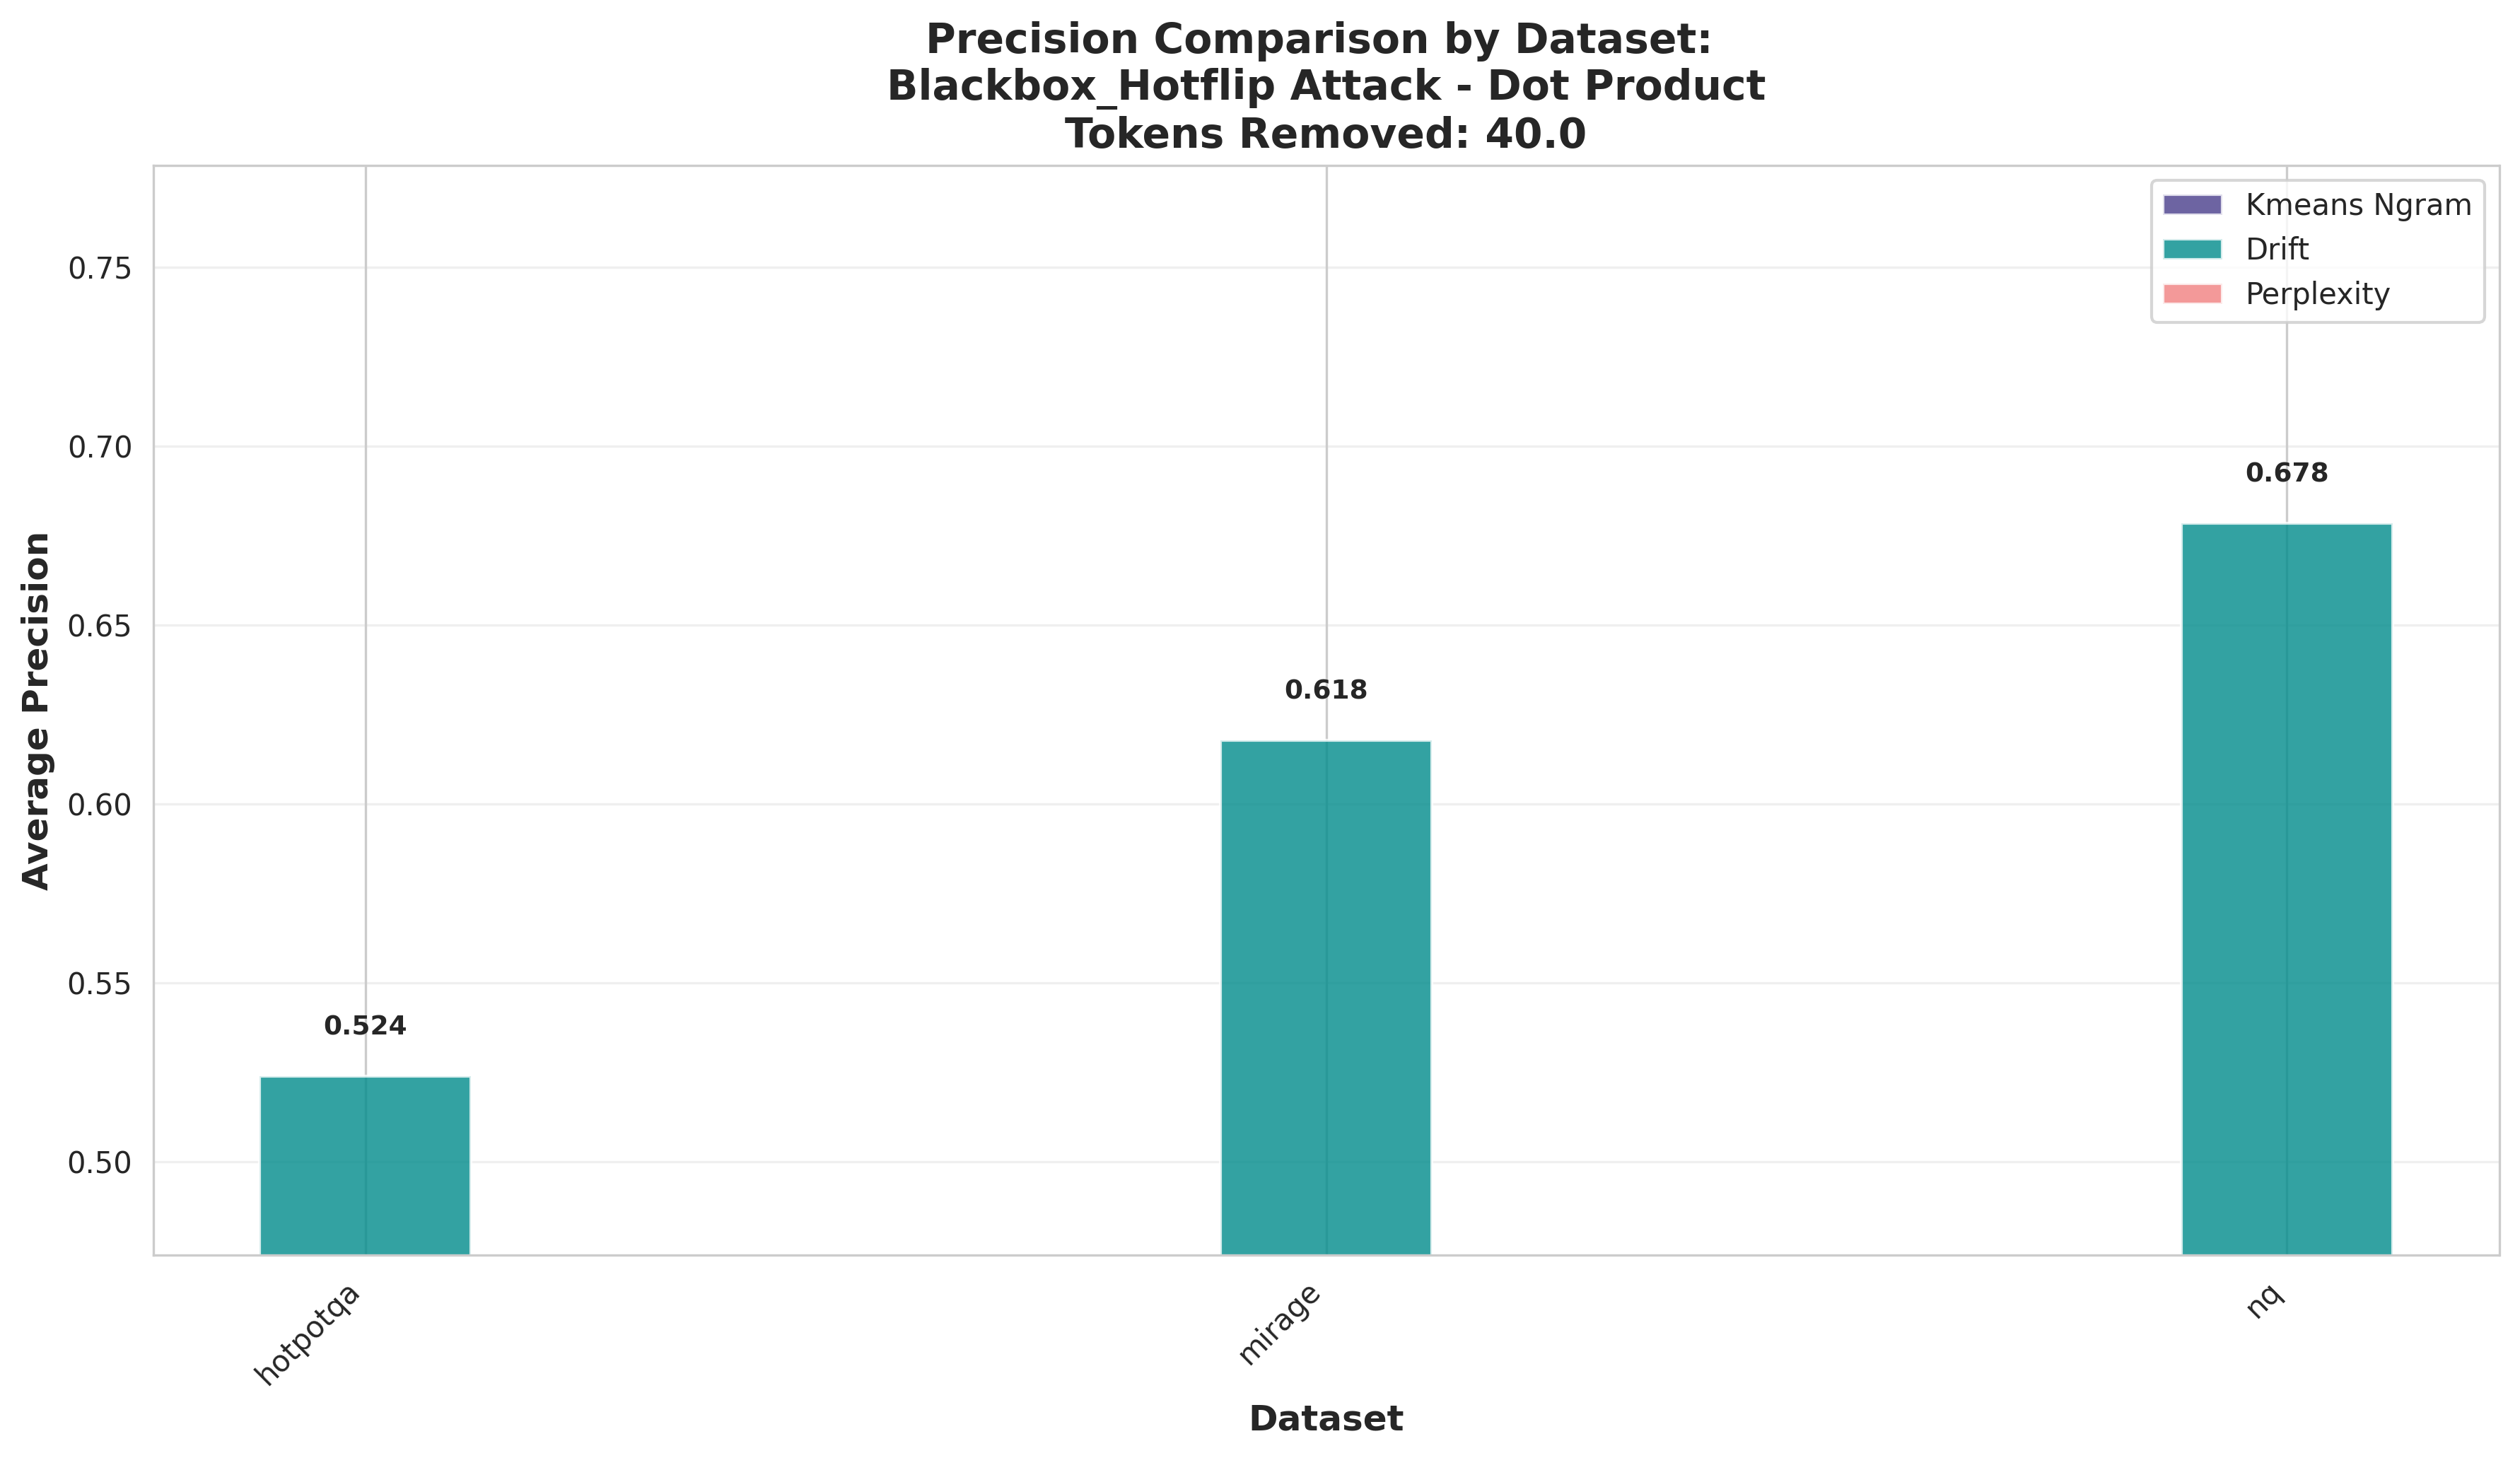 Precision Comparison by Dataset:
Blackbox_Hotflip Attack - Dot Product
Tokens Removed: 40.0
Kmeans Ngram
Drift
Perplexity
Average Precision
0.75
0.70
0.65
0.60
0.55
0.50
0.524
0.618
0.678
hotpotqa
mirage
nq
Dataset